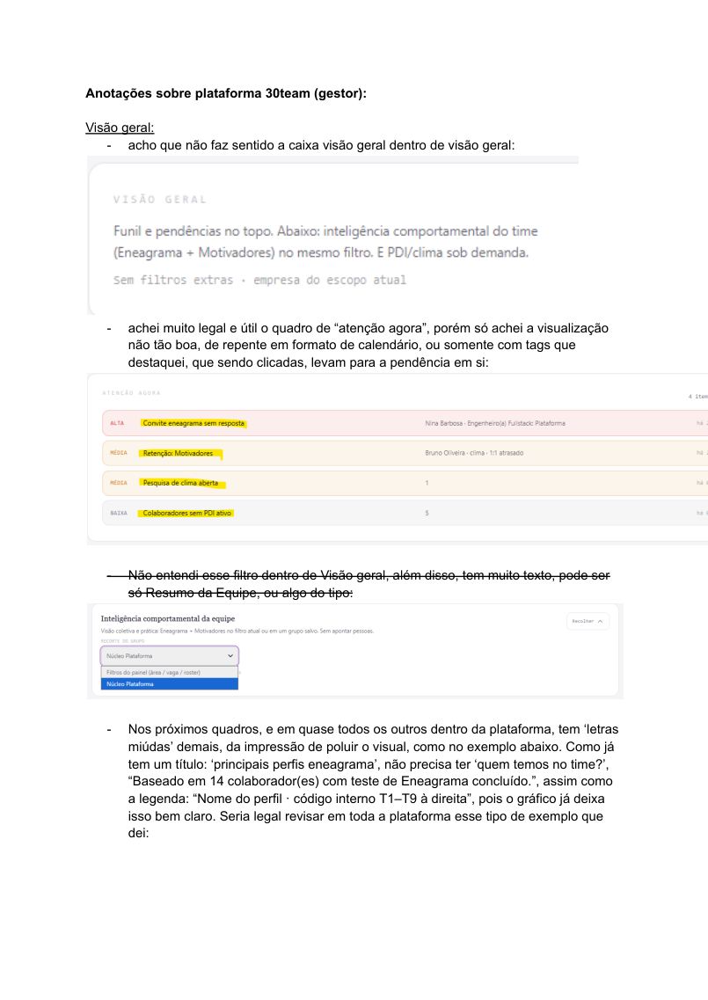 Anotações sobre plataforma 30team (gestor):
Visão geral:
- acho que não faz sentido a caixa visão geral dentro de visão geral:
VISÃO GERAL
Funil e pendências no topo. Abaixo: inteligência comportamental do time
(Eneagrama + Motivadores) no mesmo filtro. E PDI/clima sob demanda.
Sem filtros extras · empresa do escopo atual
- achei muito legal e útil o quadro de “atenção agora”, porém só achei a visualização
não tão boa, de repente em formato de calendário, ou somente com tags que
destaquei, que sendo clicadas, levam para a pendência em si:
ATENÇÃO AGORA
4 item
ALTA Convite eneagrama sem resposta Nina Barbosa · Engenheiro(a) Fullstack: Plataforma há
MÉDIA Retenção: Motivadores Bruno Oliveira · clima · 1:1 atrasado há
MÉDIA Pesquisa de clima aberta 1 há
BAIXA Colaboradores sem PDI ativo 5 há
- Não entendi esse filtro dentro de Visão geral, além disso, tem muito texto, pode ser
só Resumo da Equipe, ou algo do tipo:
Inteligência comportamental da equipe
Recolher
Visão coletiva e prática: Eneagrama + Motivadores no filtro atual ou em um grupo salvo. Sem apontar pessoas.
RECORTE DO GRUPO
Núcleo Plataforma
Filtros do painel (área / vaga / roster)
Núcleo Plataforma
- Nos próximos quadros, e em quase todos os outros dentro da plataforma, tem ‘letras
miúdas’ demais, da impressão de poluir o visual, como no exemplo abaixo. Como já
tem um título: ‘principais perfis eneagrama’, não precisa ter ‘quem temos no time?’,
“Baseado em 14 colaborador(es) com teste de Eneagrama concluído.”, assim como
a legenda: “Nome do perfil · código interno T1–T9 à direita”, pois o gráfico já deixa
isso bem claro. Seria legal revisar em toda a plataforma esse tipo de exemplo que
dei: